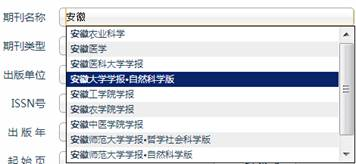 期刊名称 安徽
期刊类型 安徽农业科学
安徽医学
出版单位 安徽医科大学学报
安徽大学学报•自然科学版
ISSN号 安徽工学院学报
安徽农学院学报
出 版 年 安徽中医学院学报
安徽师范大学学报•哲学社会科学版
起 始 页 安徽师范大学学报•自然科学版